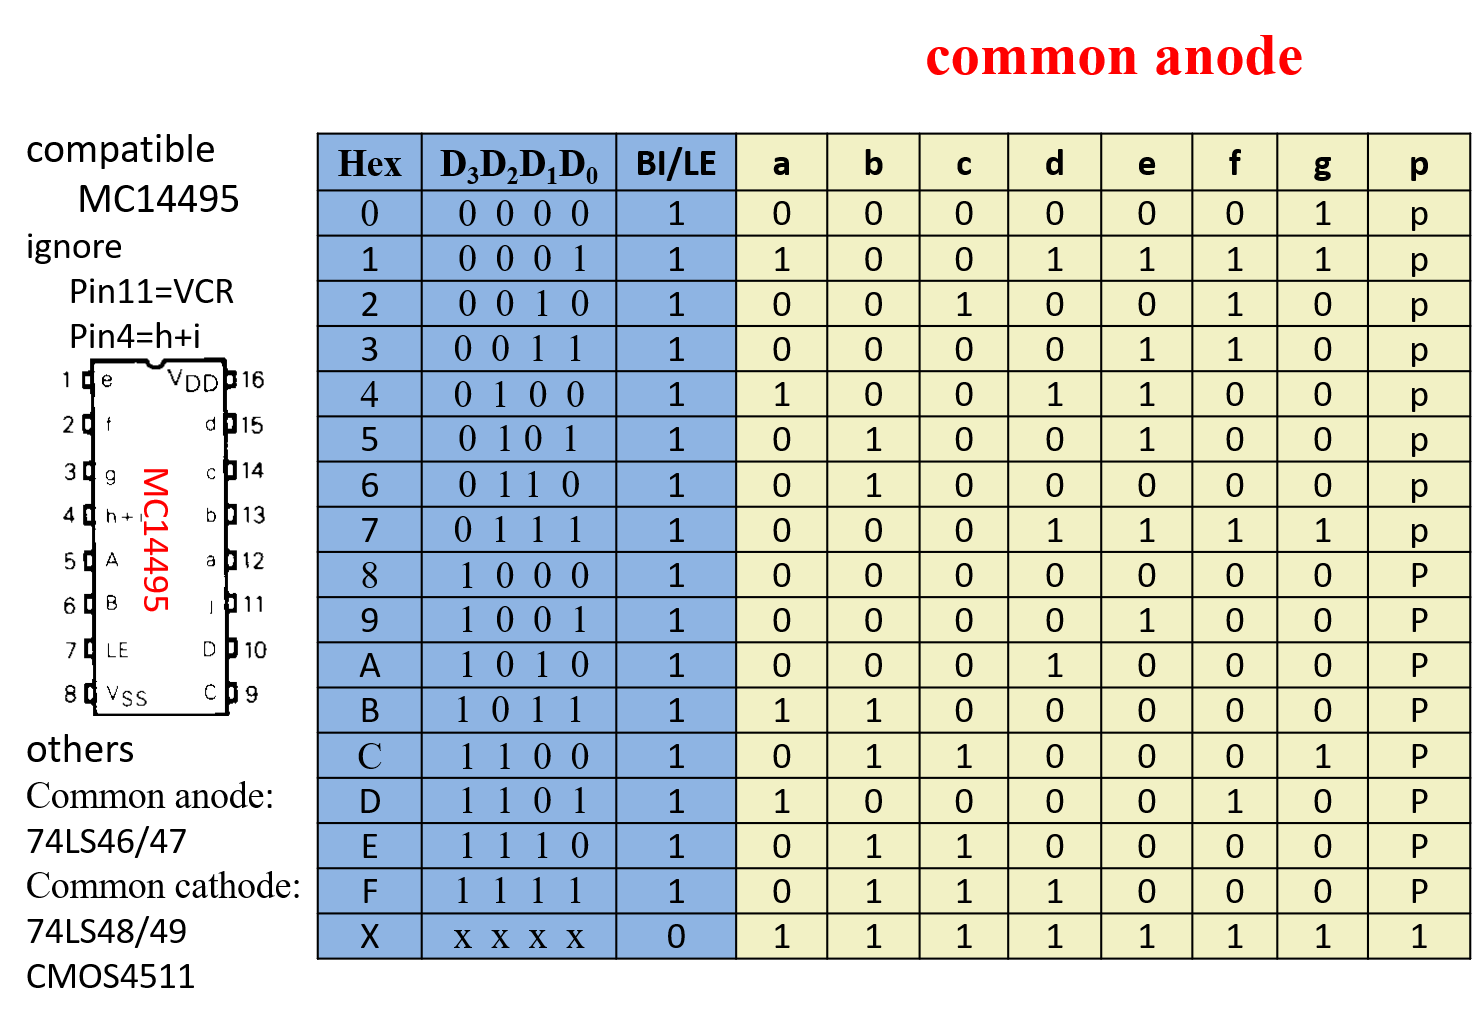 common anode
compatible
MC14495
ignore
Pin11=VCR
Pin4=h+i
1 e VDD 16
2 f d 15
3 g c 14
4 h+i b 13
5 A a 12
6 B j 11
7 LE D 10
8 VSS C 9
MC14495
others
Common anode:
74LS46/47
Common cathode:
74LS48/49
CMOS4511
Hex D3D2D1D0 BI/LE a b c d e f g p
0 0 0 0 0 1 0 0 0 0 0 0 1 p
1 0 0 0 1 1 1 0 0 1 1 1 1 p
2 0 0 1 0 1 0 0 1 0 0 1 0 p
3 0 0 1 1 1 0 0 0 0 1 1 0 p
4 0 1 0 0 1 1 0 0 1 1 0 0 p
5 0 1 0 1 1 0 1 0 0 1 0 0 p
6 0 1 1 0 1 0 1 0 0 0 0 0 p
7 0 1 1 1 1 0 0 0 1 1 1 1 p
8 1 0 0 0 1 0 0 0 0 0 0 0 P
9 1 0 0 1 1 0 0 0 0 1 0 0 P
A 1 0 1 0 1 0 0 0 1 0 0 0 P
B 1 0 1 1 1 1 1 0 0 0 0 0 P
C 1 1 0 0 1 0 1 1 0 0 0 1 P
D 1 1 0 1 1 1 0 0 0 0 1 0 P
E 1 1 1 0 1 0 1 1 0 0 0 0 P
F 1 1 1 1 1 0 1 1 1 0 0 0 P
X x x x x 0 1 1 1 1 1 1 1 1